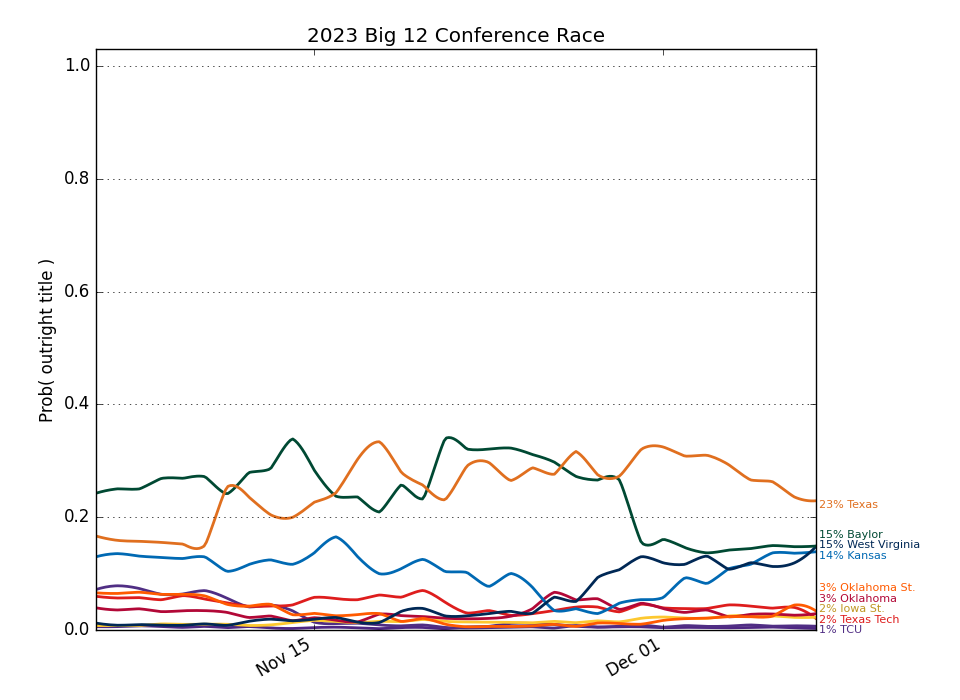 2023 Big 12 Conference Race
Prob( outright title )
1.0
0.8
0.6
0.4
0.2
0.0
Nov 15
Dec 01
23% Texas
15% Baylor
15% West Virginia
14% Kansas
3% Oklahoma St.
3% Oklahoma
2% Iowa St.
2% Texas Tech
1% TCU